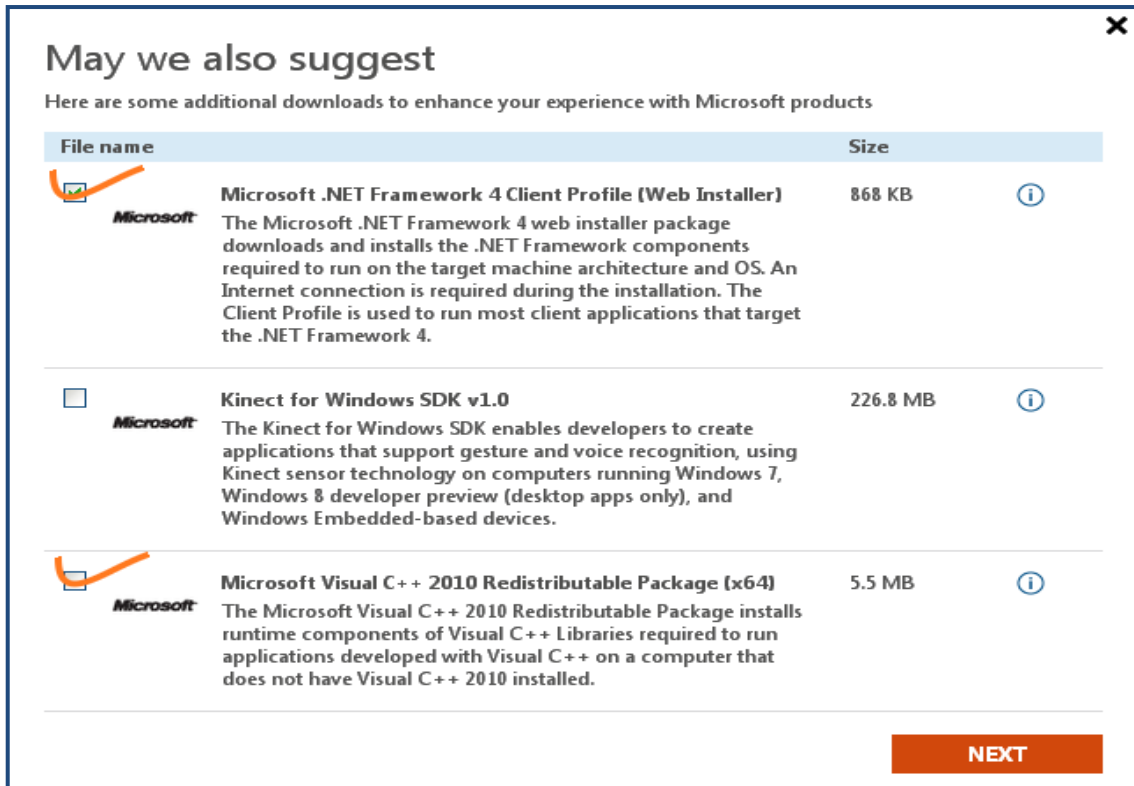 May we also suggest
Here are some additional downloads to enhance your experience with Microsoft products
File name Size
Microsoft .NET Framework 4 Client Profile (Web Installer) 868 KB
Microsoft
The Microsoft .NET Framework 4 web installer package
downloads and installs the .NET Framework components
required to run on the target machine architecture and OS. An
Internet connection is required during the installation. The
Client Profile is used to run most client applications that target
the .NET Framework 4.
Kinect for Windows SDK v1.0 226.8 MB
Microsoft
The Kinect for Windows SDK enables developers to create
applications that support gesture and voice recognition, using
Kinect sensor technology on computers running Windows 7,
Windows 8 developer preview (desktop apps only), and
Windows Embedded-based devices.
Microsoft Visual C++ 2010 Redistributable Package (x64) 5.5 MB
Microsoft
The Microsoft Visual C++ 2010 Redistributable Package installs
runtime components of Visual C++ Libraries required to run
applications developed with Visual C++ on a computer that
does not have Visual C++ 2010 installed.
NEXT